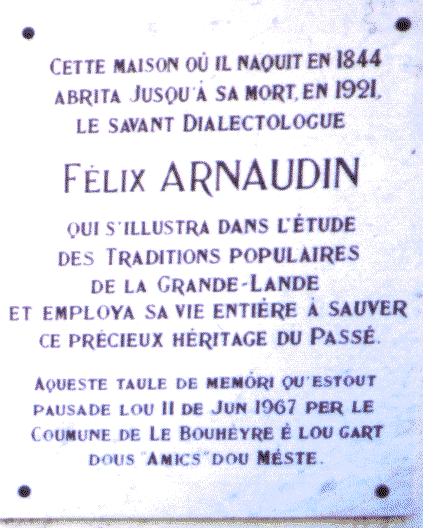 CETTE MAISON OÙ IL NAQUIT EN 1844
ABRITA JUSQU'À SA MORT, EN 1921,
LE SAVANT DIALECTOLOGUE
FÉLIX ARNAUDIN
QUI S'ILLUSTRA DANS L'ÉTUDE
DES TRADITIONS POPULAIRES
DE LA GRANDE-LANDE
ET EMPLOYA SA VIE ENTIÈRE À SAUVER
CE PRÉCIEUX HÉRITAGE DU PASSÉ.
AQUESTE TAULE DE MEMÒRI QU'ESTOUT
PAUSADE LOU 11 DE JUN 1967 PER LE
COUMUNE DE LE BOUHÈYRE É LOU GART
DOUS "AMICS" DOU MÉSTE.